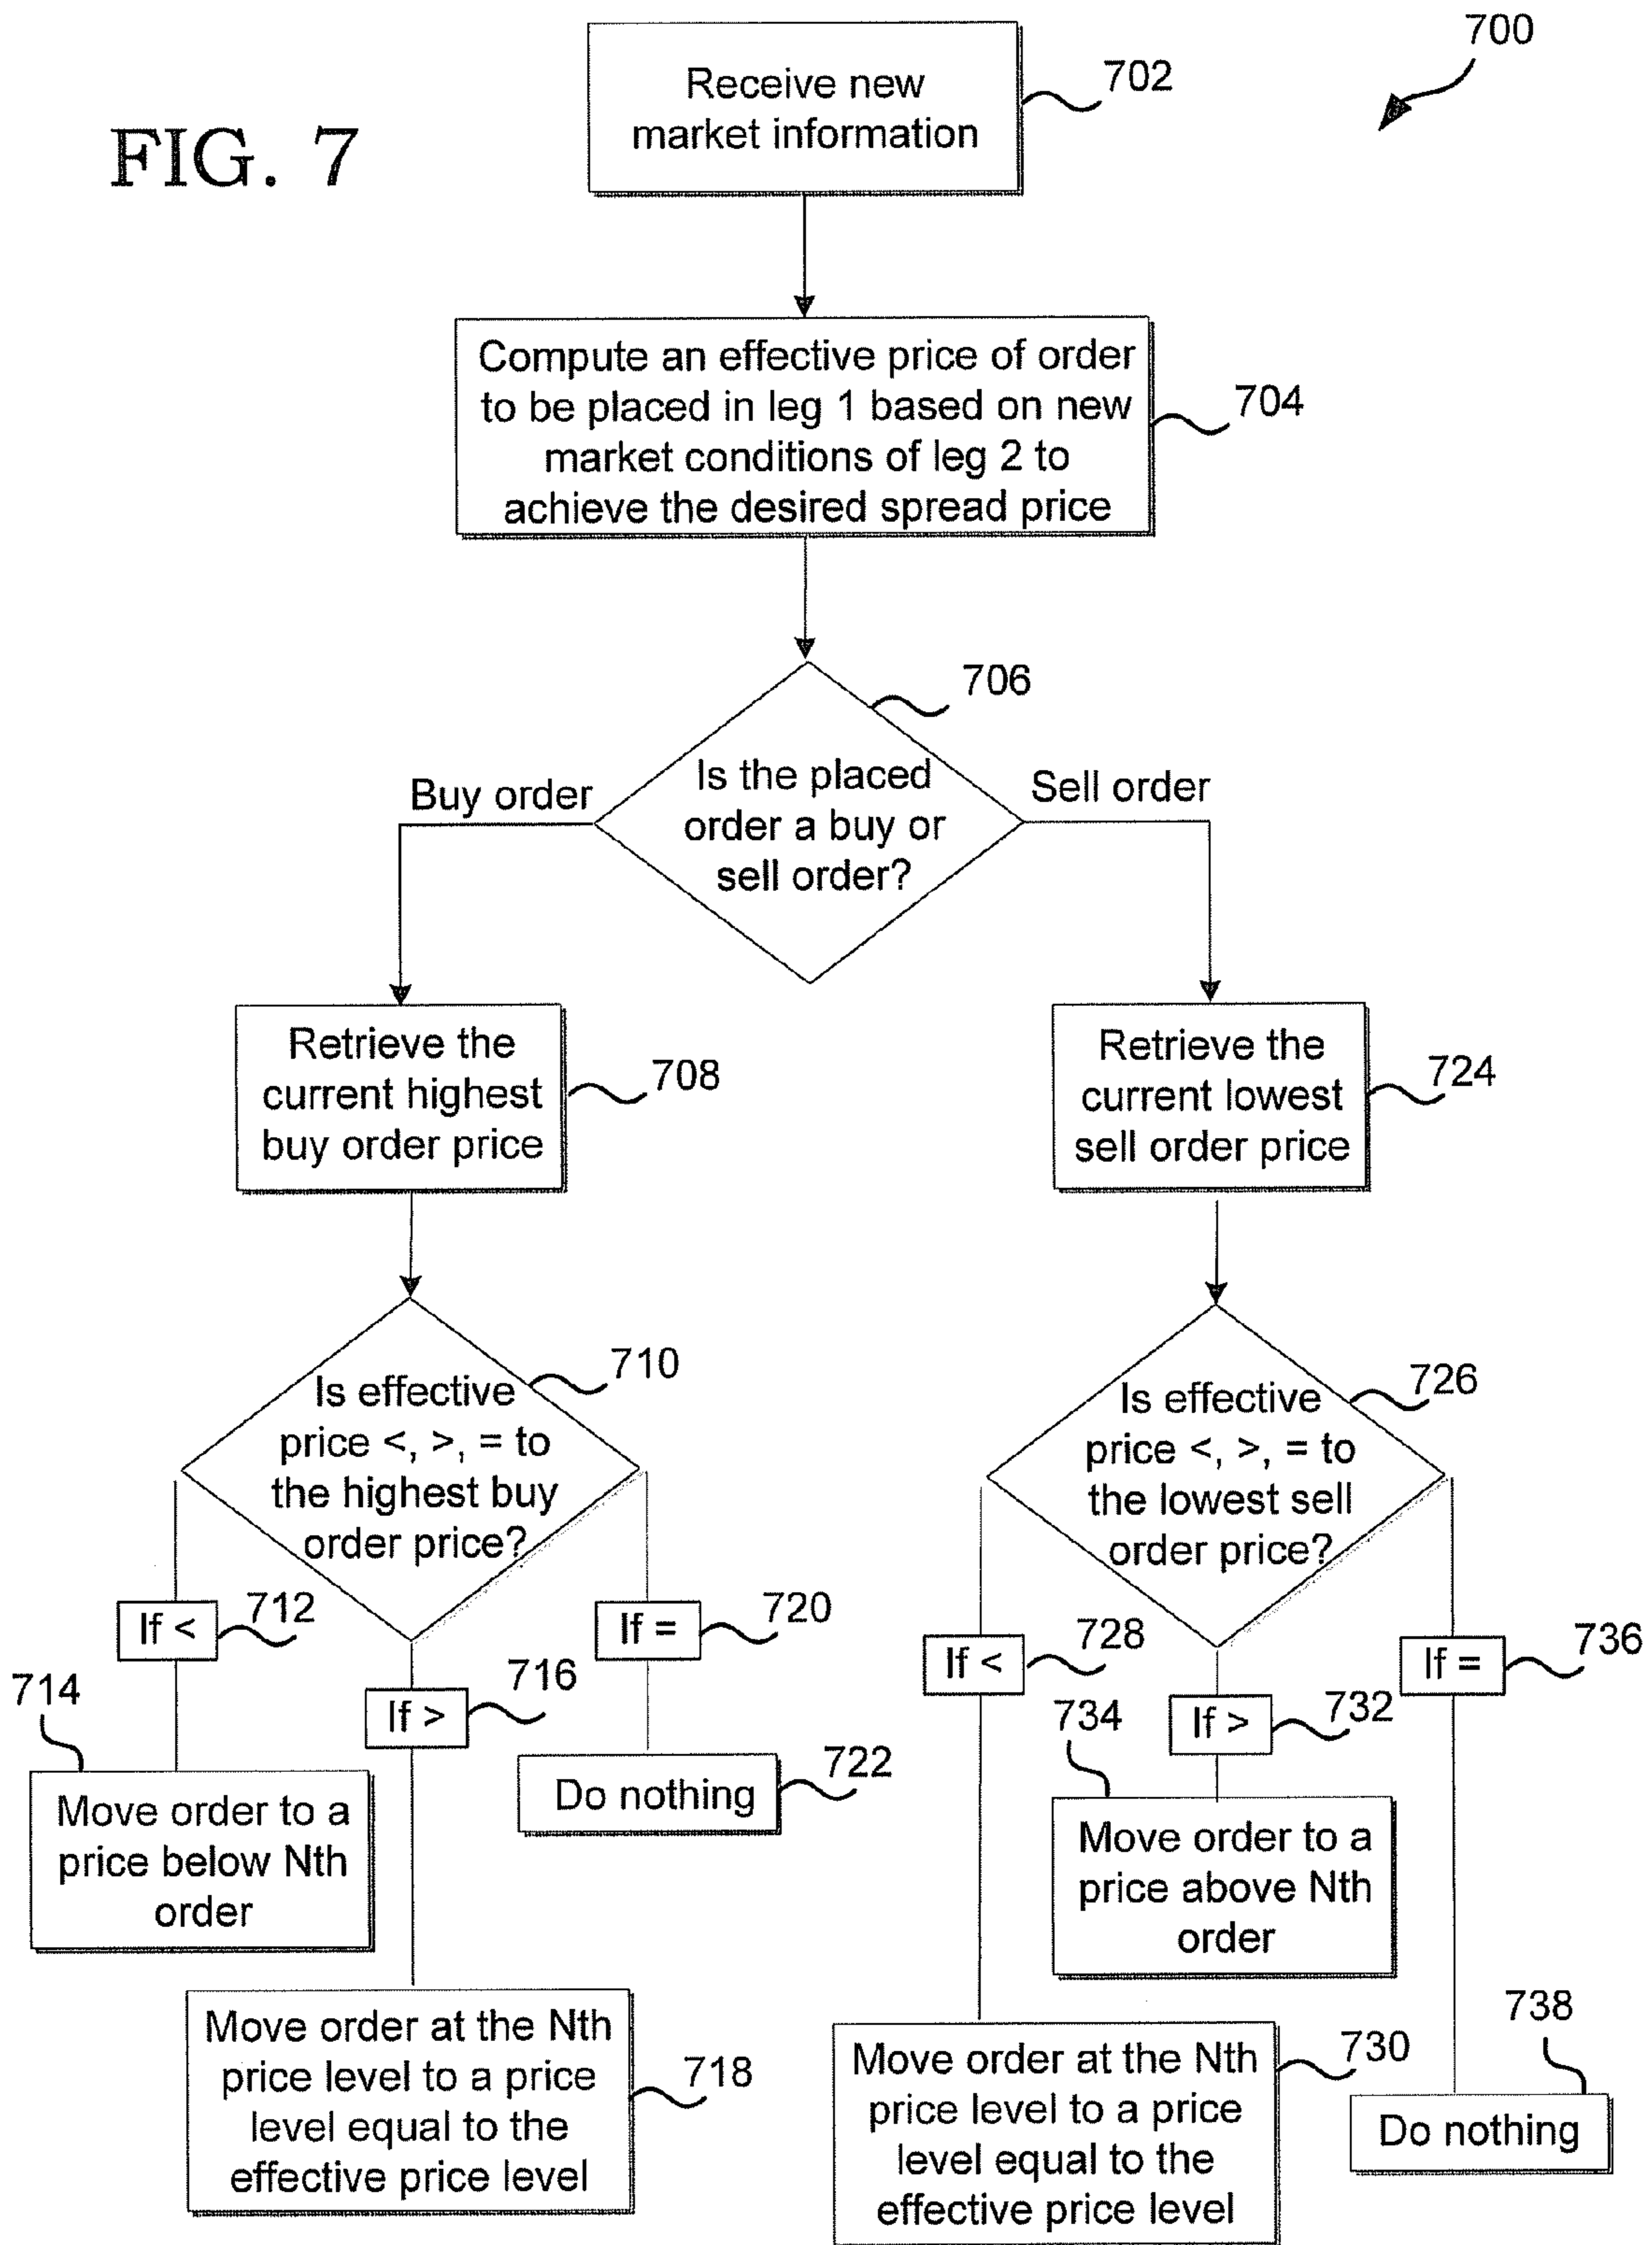 700
702
Receive new
market information
FIG. 7
Compute an effective price of order
to be placed in leg 1 based on new
market conditions of leg 2 to
achieve the desired spread price
704
706
Is the placed
order a buy or
sell order?
Buy order
Sell order
Retrieve the
current highest
buy order price
708
Retrieve the
current lowest
sell order price
724
710
Is effective
price <, >, = to
the highest buy
order price?
726
Is effective
price <, >, = to
the lowest sell
order price?
If <
712
If =
720
If >
716
714
Move order to a
price below Nth
order
Do nothing
722
Move order at the Nth
price level to a price
level equal to the
effective price level
718
If <
728
If =
736
If >
732
734
Move order to a
price above Nth
order
Move order at the Nth
price level to a price
level equal to the
effective price level
730
738
Do nothing